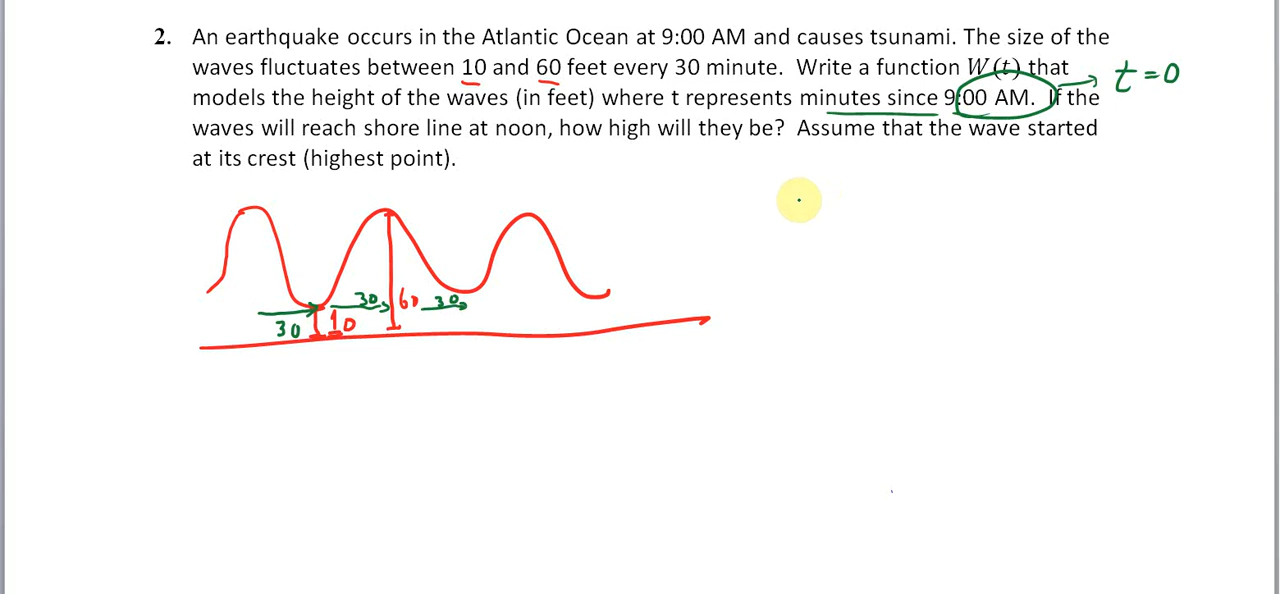 2. An earthquake occurs in the Atlantic Ocean at 9:00 AM and causes tsunami. The size of the
waves fluctuates between 10 and 60 feet every 30 minute. Write a function W(t) that
models the height of the waves (in feet) where t represents minutes since 9:00 AM. If the
waves will reach shore line at noon, how high will they be? Assume that the wave started
at its crest (highest point).
t=0
30 60 30
30 10